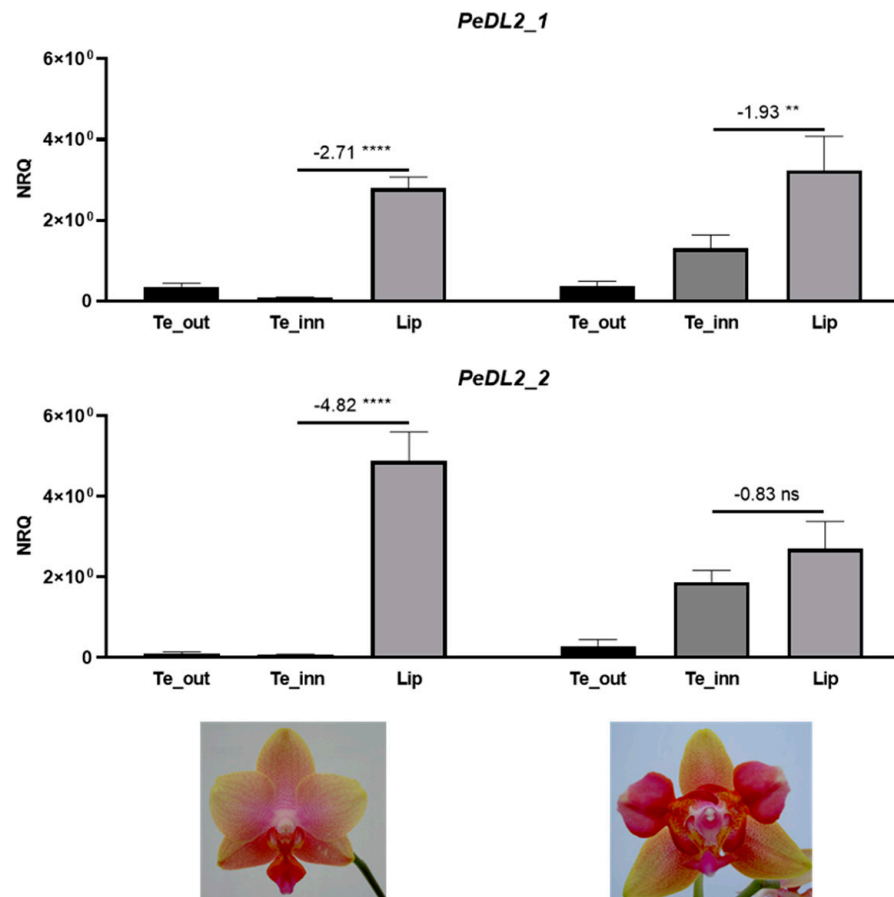 PeDL2_1
6×10⁰
4×10⁰
2×10⁰
0
NRQ
-2.71 ****
-1.93 **
Te_out Te_inn Lip Te_out Te_inn Lip
PeDL2_2
6×10⁰
4×10⁰
2×10⁰
0
NRQ
-4.82 ****
-0.83 ns
Te_out Te_inn Lip Te_out Te_inn Lip